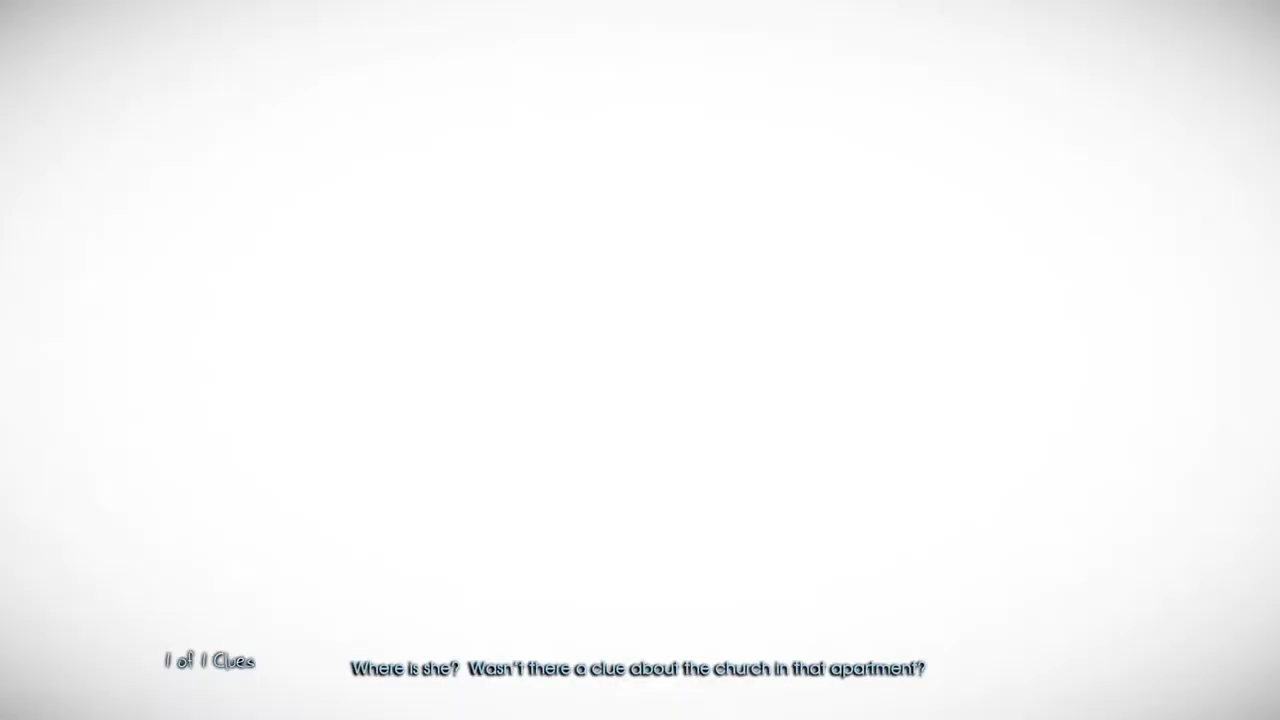 1 of 1 Clues
Where is she?  Wasn't there a clue about the church in that apartment?